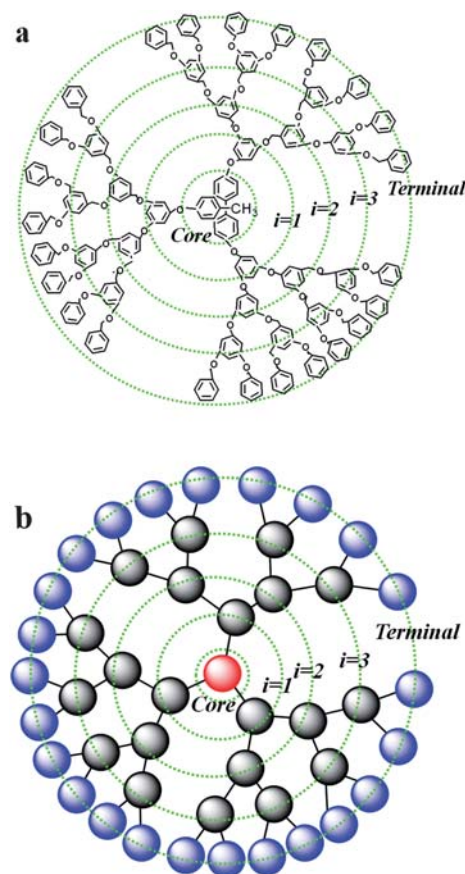 a
CH₃
Core
i=1
i=2
i=3
Terminal
b
Terminal
Core
i=1
i=2
i=3